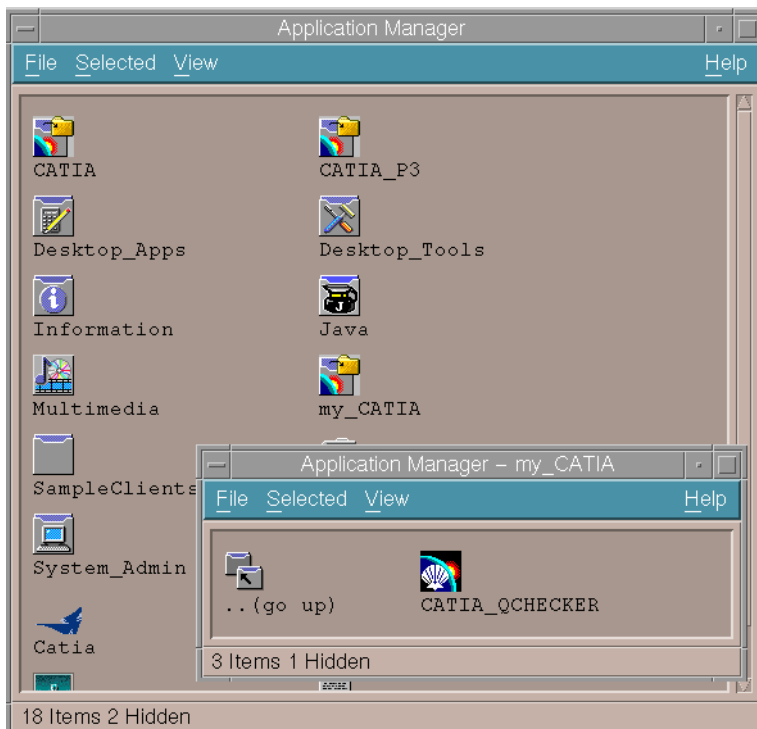 Application Manager
File Selected View Help
CATIA CATIA_P3
Desktop_Apps Desktop_Tools
Information Java
Multimedia my_CATIA
SampleClients
System_Admin
Catia
18 Items 2 Hidden
Application Manager – my_CATIA
File Selected View Help
..(go up) CATIA_QCHECKER
3 Items 1 Hidden